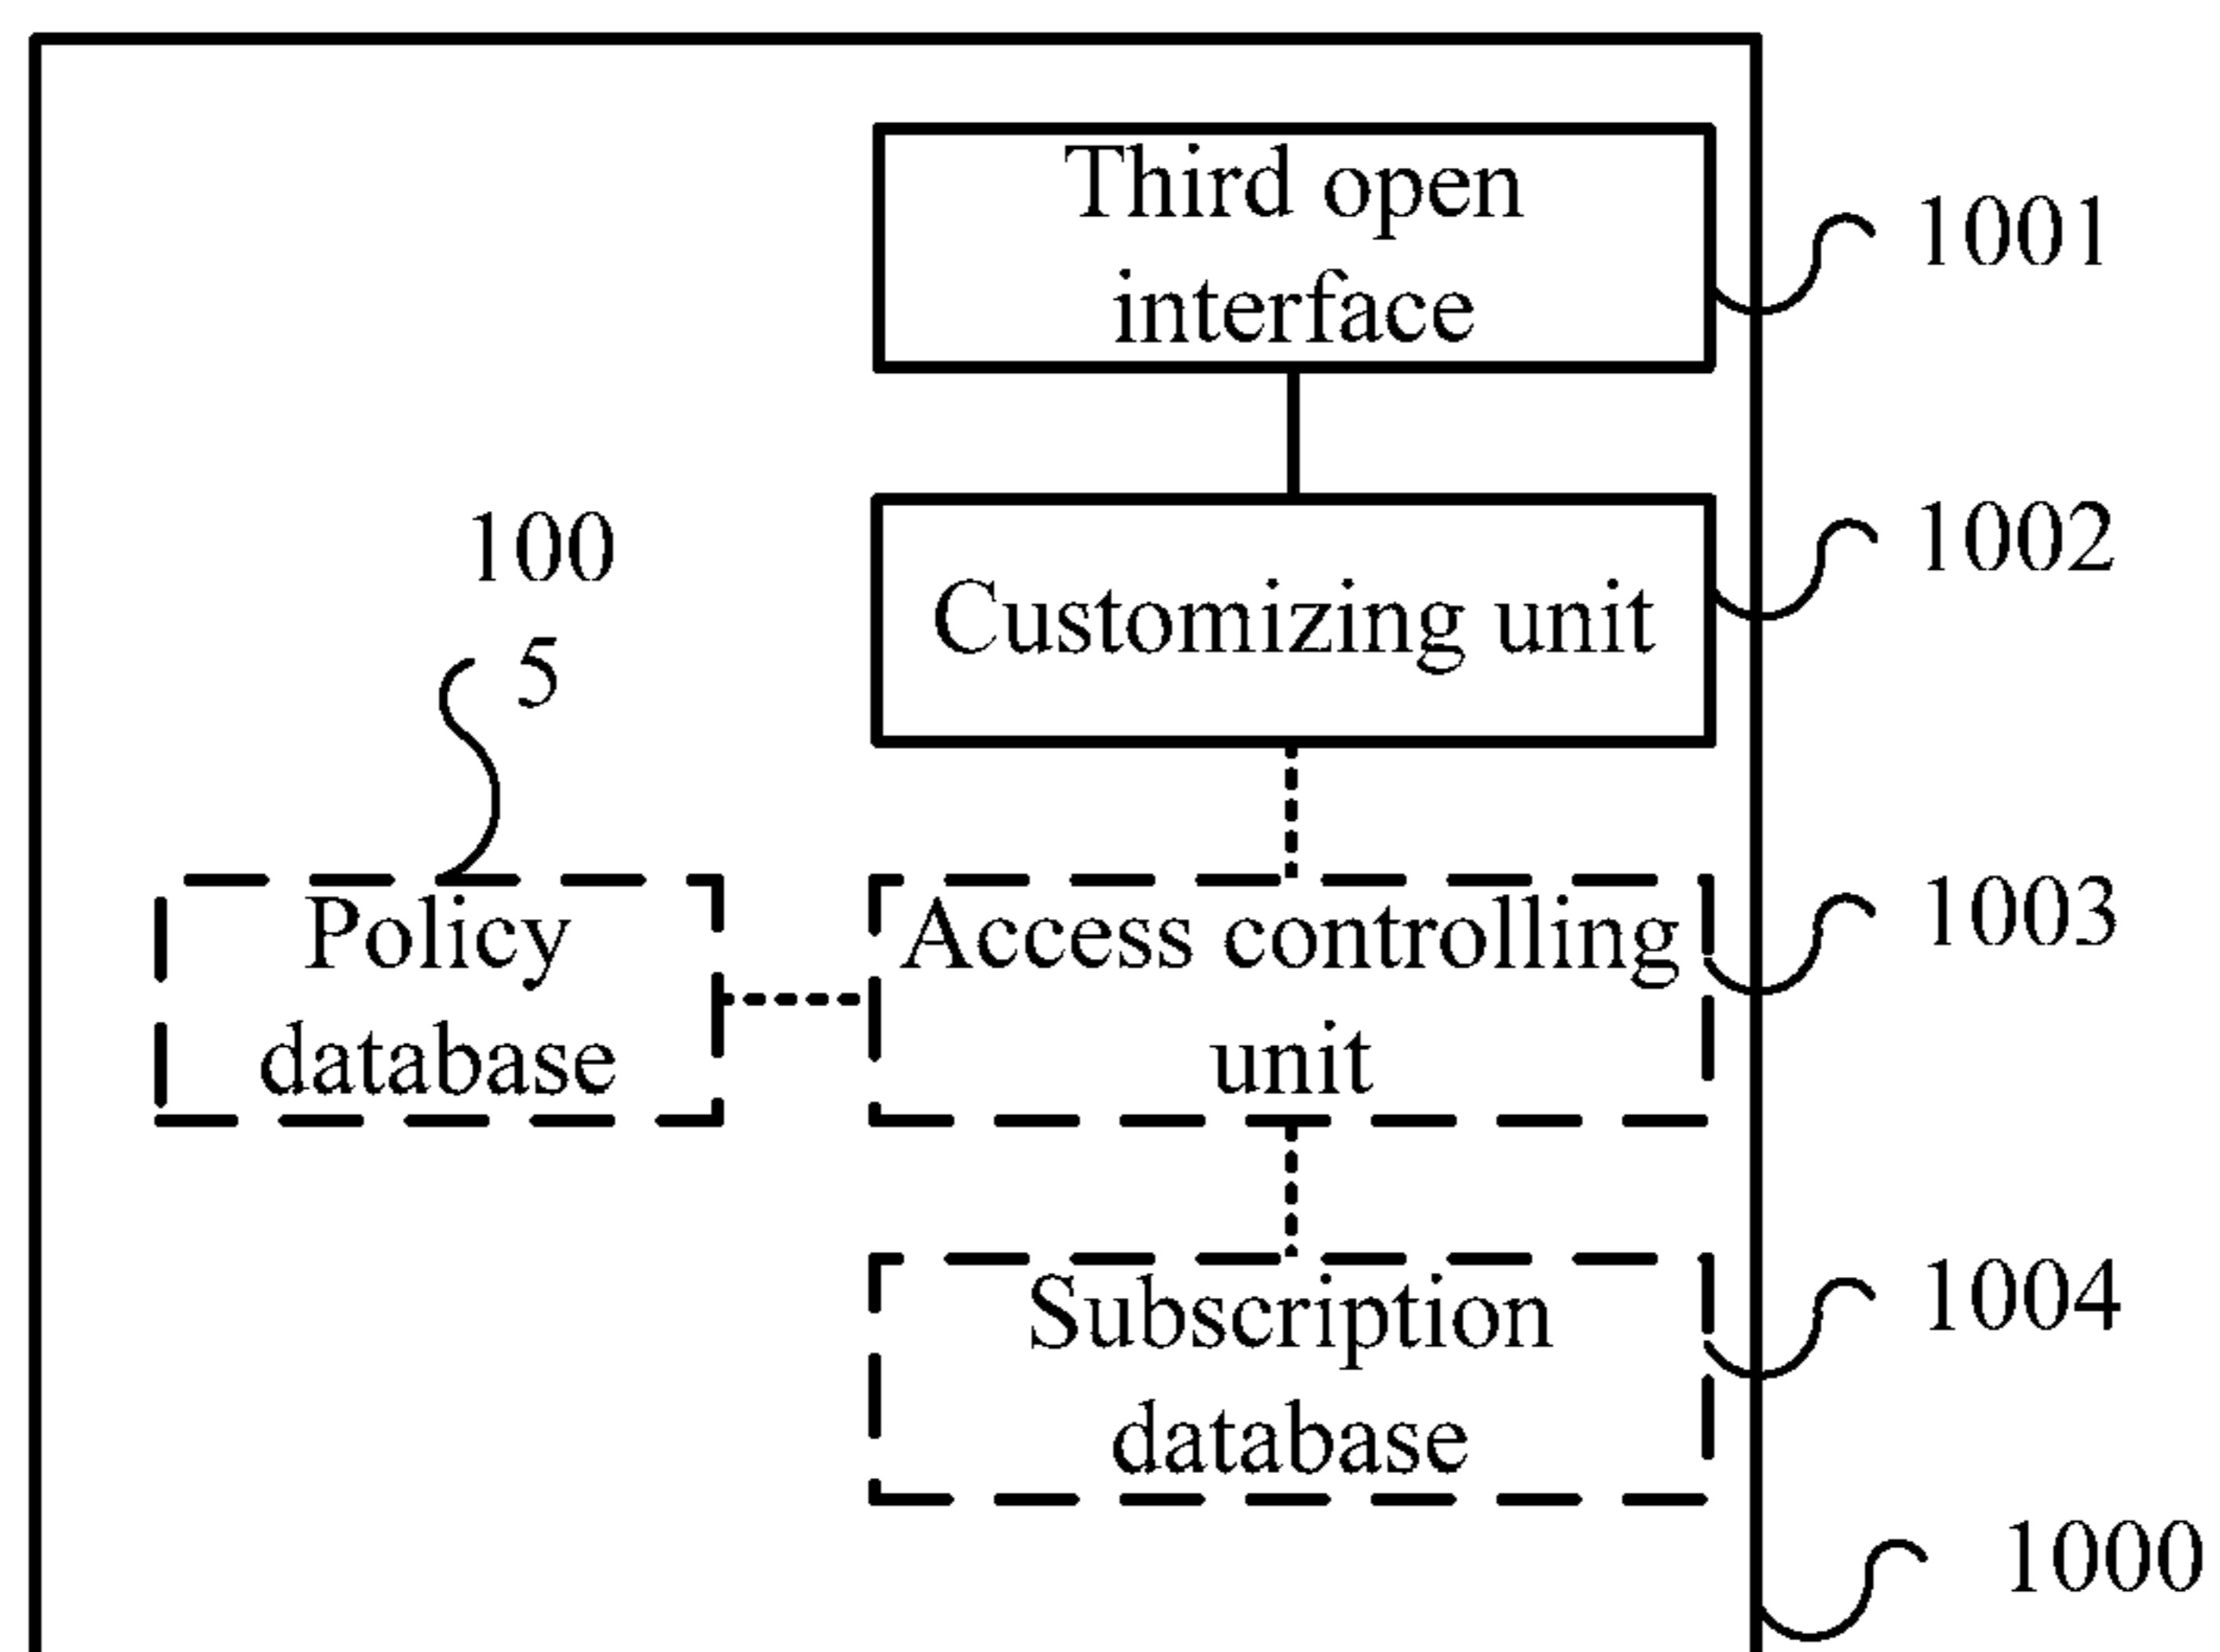 Third open
interface
1001
100
5
Customizing unit
1002
Policy
database
Access controlling
unit
1003
Subscription
database
1004
1000